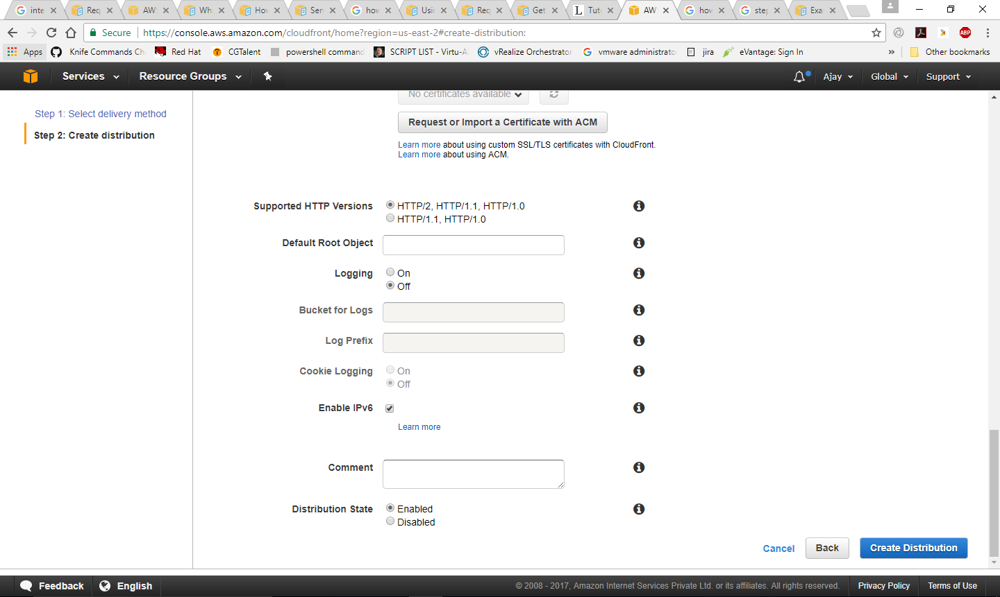 inte Req AW Wh How Serv how Usin Req Get Tut AW how step Exa
Secure https://console.aws.amazon.com/cloudfront/home?region=us-east-2#create-distribution:
Apps Knife Commands Ch Red Hat CGTalent powershell command SCRIPT LIST - Virtu-Al vRealize Orchestrator vmware administrato jira eVantage: Sign In » Other bookmarks
Services Resource Groups Ajay Global Support
No certificates available
Step 1: Select delivery method
Request or Import a Certificate with ACM
Step 2: Create distribution
Learn more about using custom SSL/TLS certificates with CloudFront.
Learn more about using ACM.
Supported HTTP Versions HTTP/2, HTTP/1.1, HTTP/1.0
HTTP/1.1, HTTP/1.0
Default Root Object
Logging On
Off
Bucket for Logs
Log Prefix
Cookie Logging On
Off
Enable IPv6
Learn more
Comment
Distribution State Enabled
Disabled
Cancel Back Create Distribution
Feedback English © 2008 - 2017, Amazon Internet Services Private Ltd. or its affiliates. All rights reserved. Privacy Policy Terms of Use